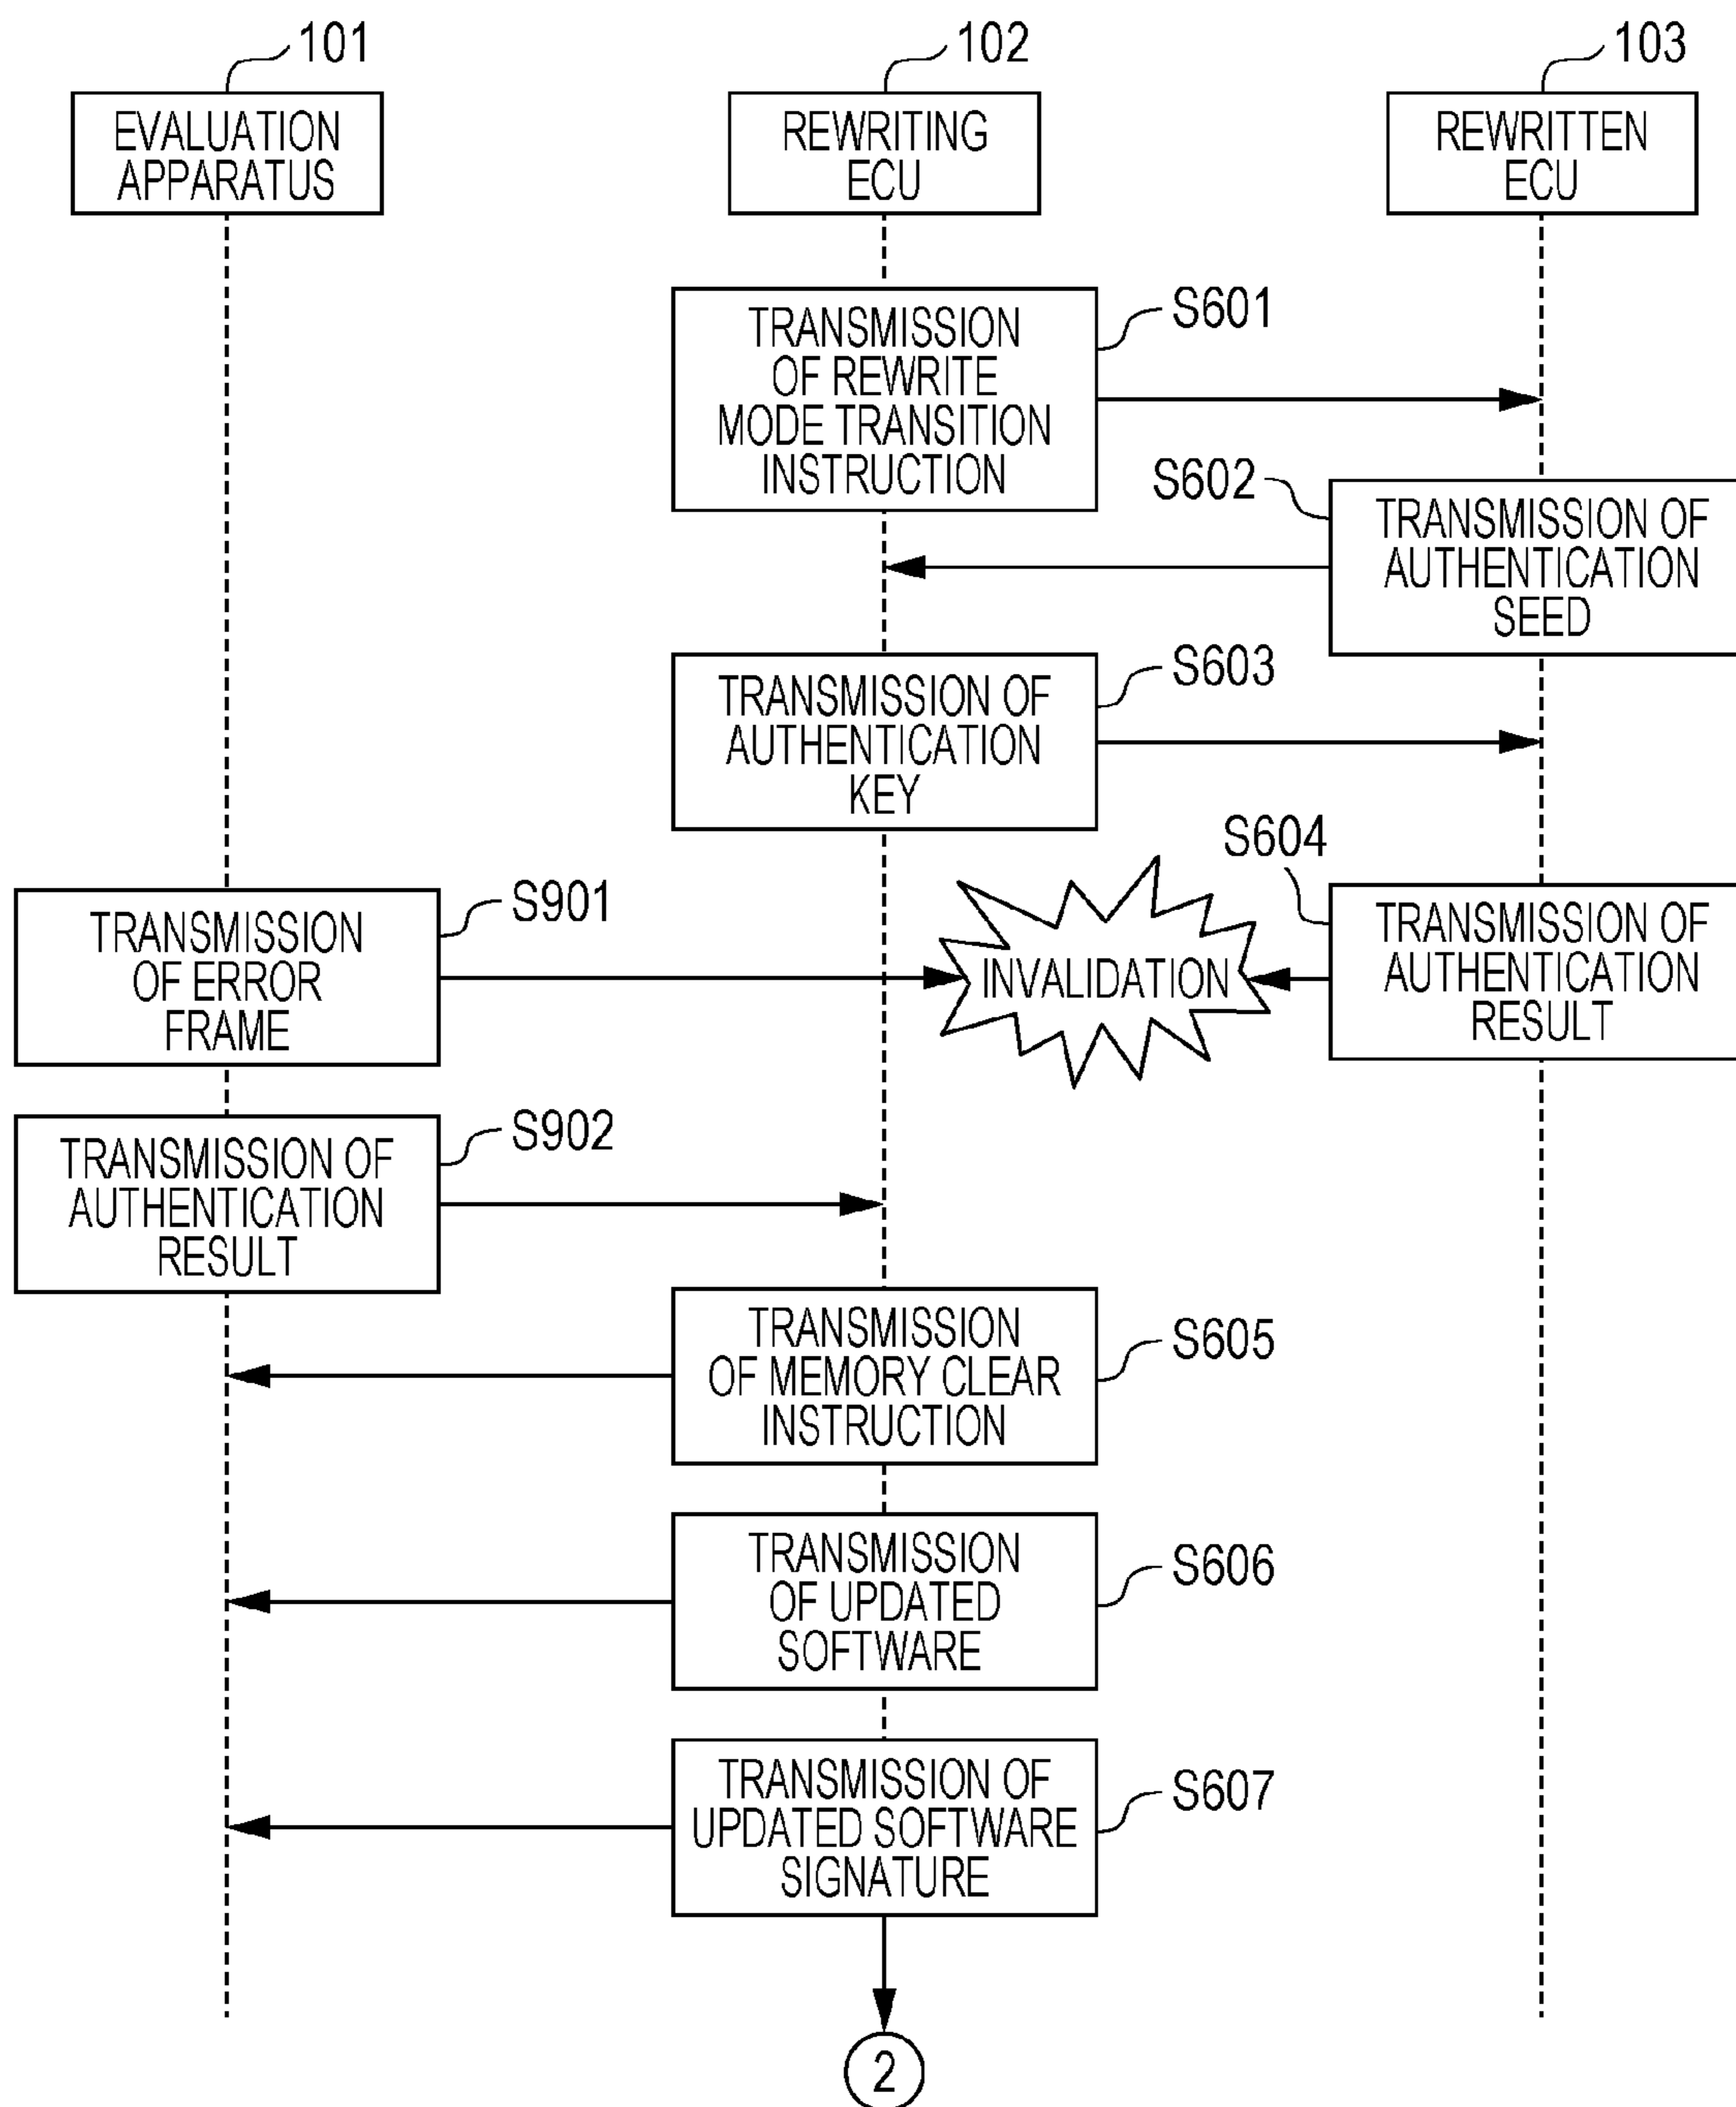 101
102
103
EVALUATION
APPARATUS
REWRITING
ECU
REWRITTEN
ECU
TRANSMISSION
OF REWRITE
MODE TRANSITION
INSTRUCTION
S601
S602
TRANSMISSION OF
AUTHENTICATION
SEED
TRANSMISSION OF
AUTHENTICATION
KEY
S603
TRANSMISSION
OF ERROR
FRAME
S901
INVALIDATION
S604
TRANSMISSION OF
AUTHENTICATION
RESULT
TRANSMISSION OF
AUTHENTICATION
RESULT
S902
TRANSMISSION
OF MEMORY CLEAR
INSTRUCTION
S605
TRANSMISSION
OF UPDATED
SOFTWARE
S606
TRANSMISSION OF
UPDATED SOFTWARE
SIGNATURE
S607
2